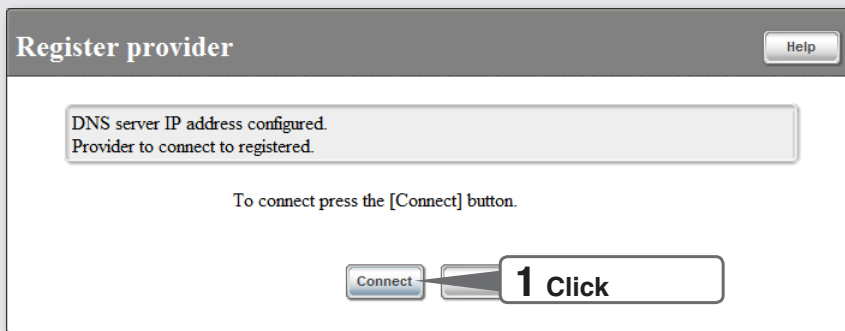 Register provider
Help
DNS server IP address configured.
Provider to connect to registered.
To connect press the [Connect] button.
Connect
1 Click